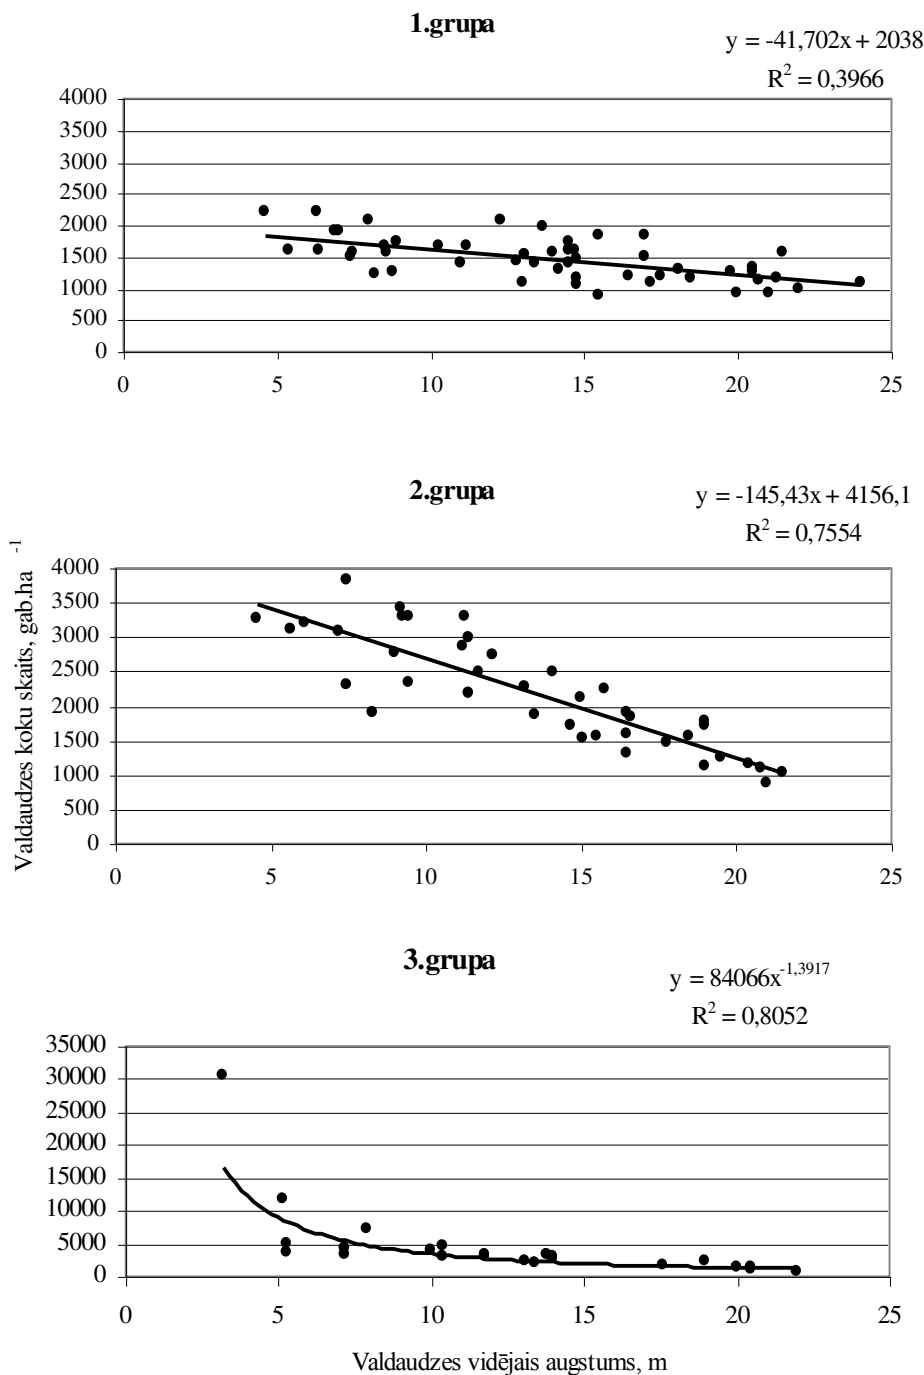 1.grupa
y = -41,702x + 2038
R² = 0,3966
4000
3500
3000
2500
2000
1500
1000
500
0
0 5 10 15 20 25
2.grupa
y = -145,43x + 4156,1
R² = 0,7554
Valdaudzes koku skaits, gab.ha⁻¹
4000
3500
3000
2500
2000
1500
1000
500
0
0 5 10 15 20 25
3.grupa
y = 84066x⁻¹,³⁹¹⁷
R² = 0,8052
35000
30000
25000
20000
15000
10000
5000
0
0 5 10 15 20 25
Valdaudzes vidējais augstums, m